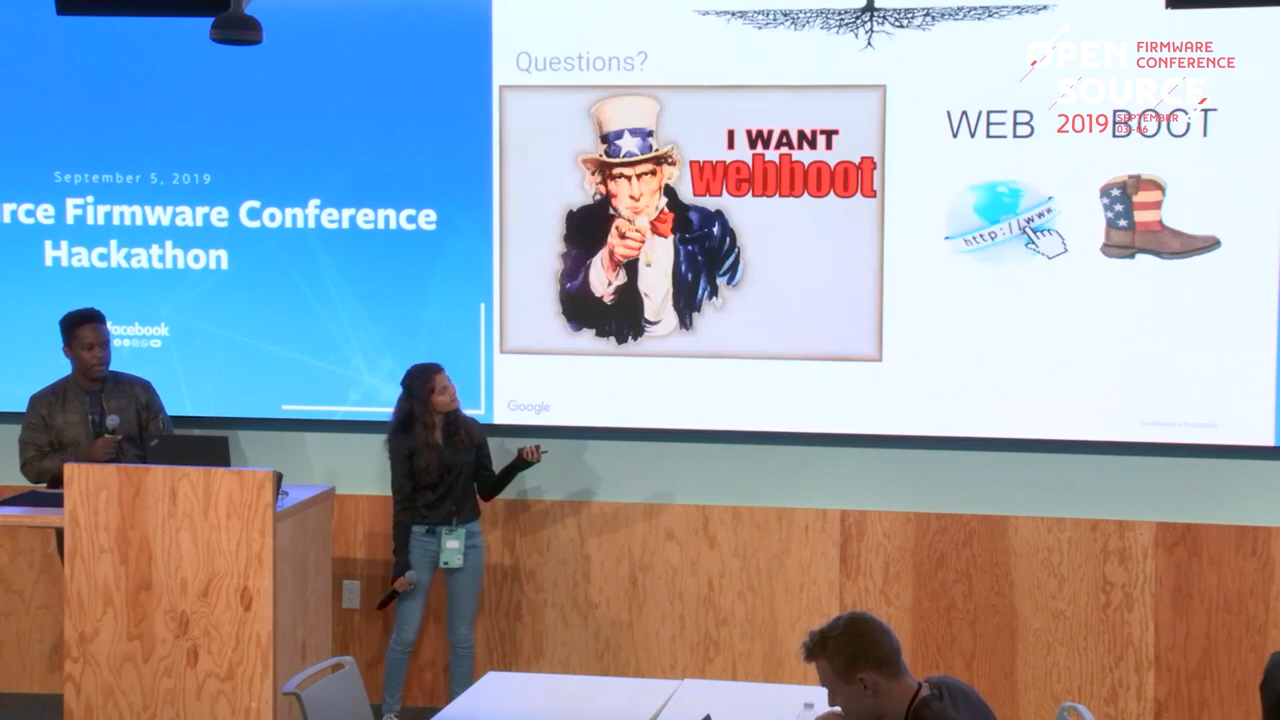 September 5, 2019
rce Firmware Conference
Hackathon
facebook
Questions?
I WANT
webboot
Google
WEB BOOT
http://www.
OPEN
SOURCE
FIRMWARE
CONFERENCE
2019
SEPTEMBER
03-06